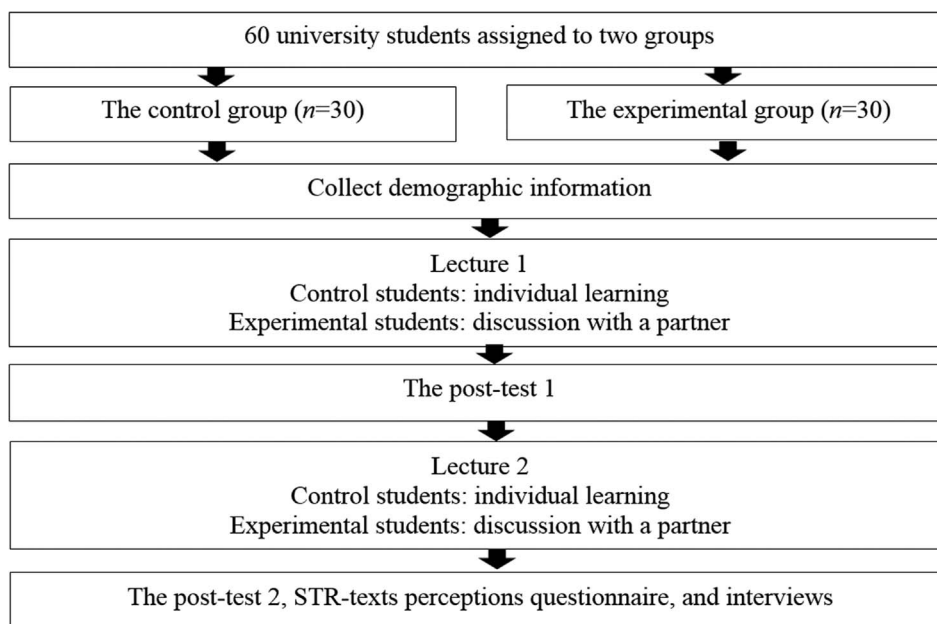 60 university students assigned to two groups
The control group (n=30)
The experimental group (n=30)
Collect demographic information
Lecture 1
Control students: individual learning
Experimental students: discussion with a partner
The post-test 1
Lecture 2
Control students: individual learning
Experimental students: discussion with a partner
The post-test 2, STR-texts perceptions questionnaire, and interviews